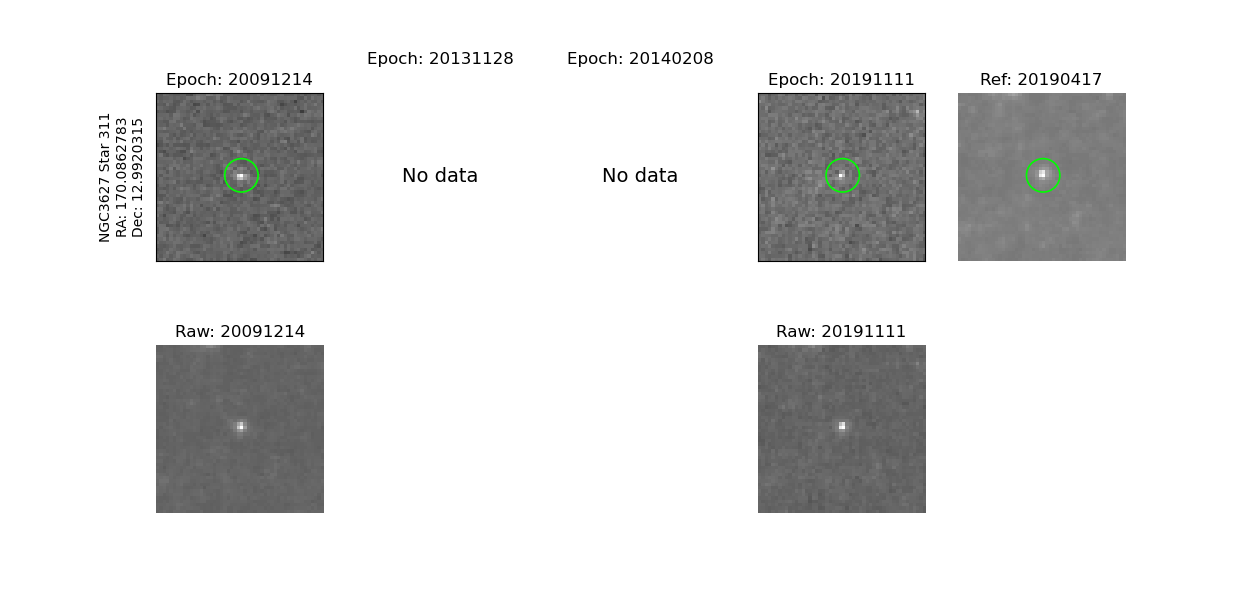 Epoch: 20131128
Epoch: 20140208
Epoch: 20091214
Epoch: 20191111
Ref: 20190417
NGC3627 Star 311
RA: 170.0862783
Dec: 12.9920315
No data
No data
Raw: 20091214
Raw: 20191111